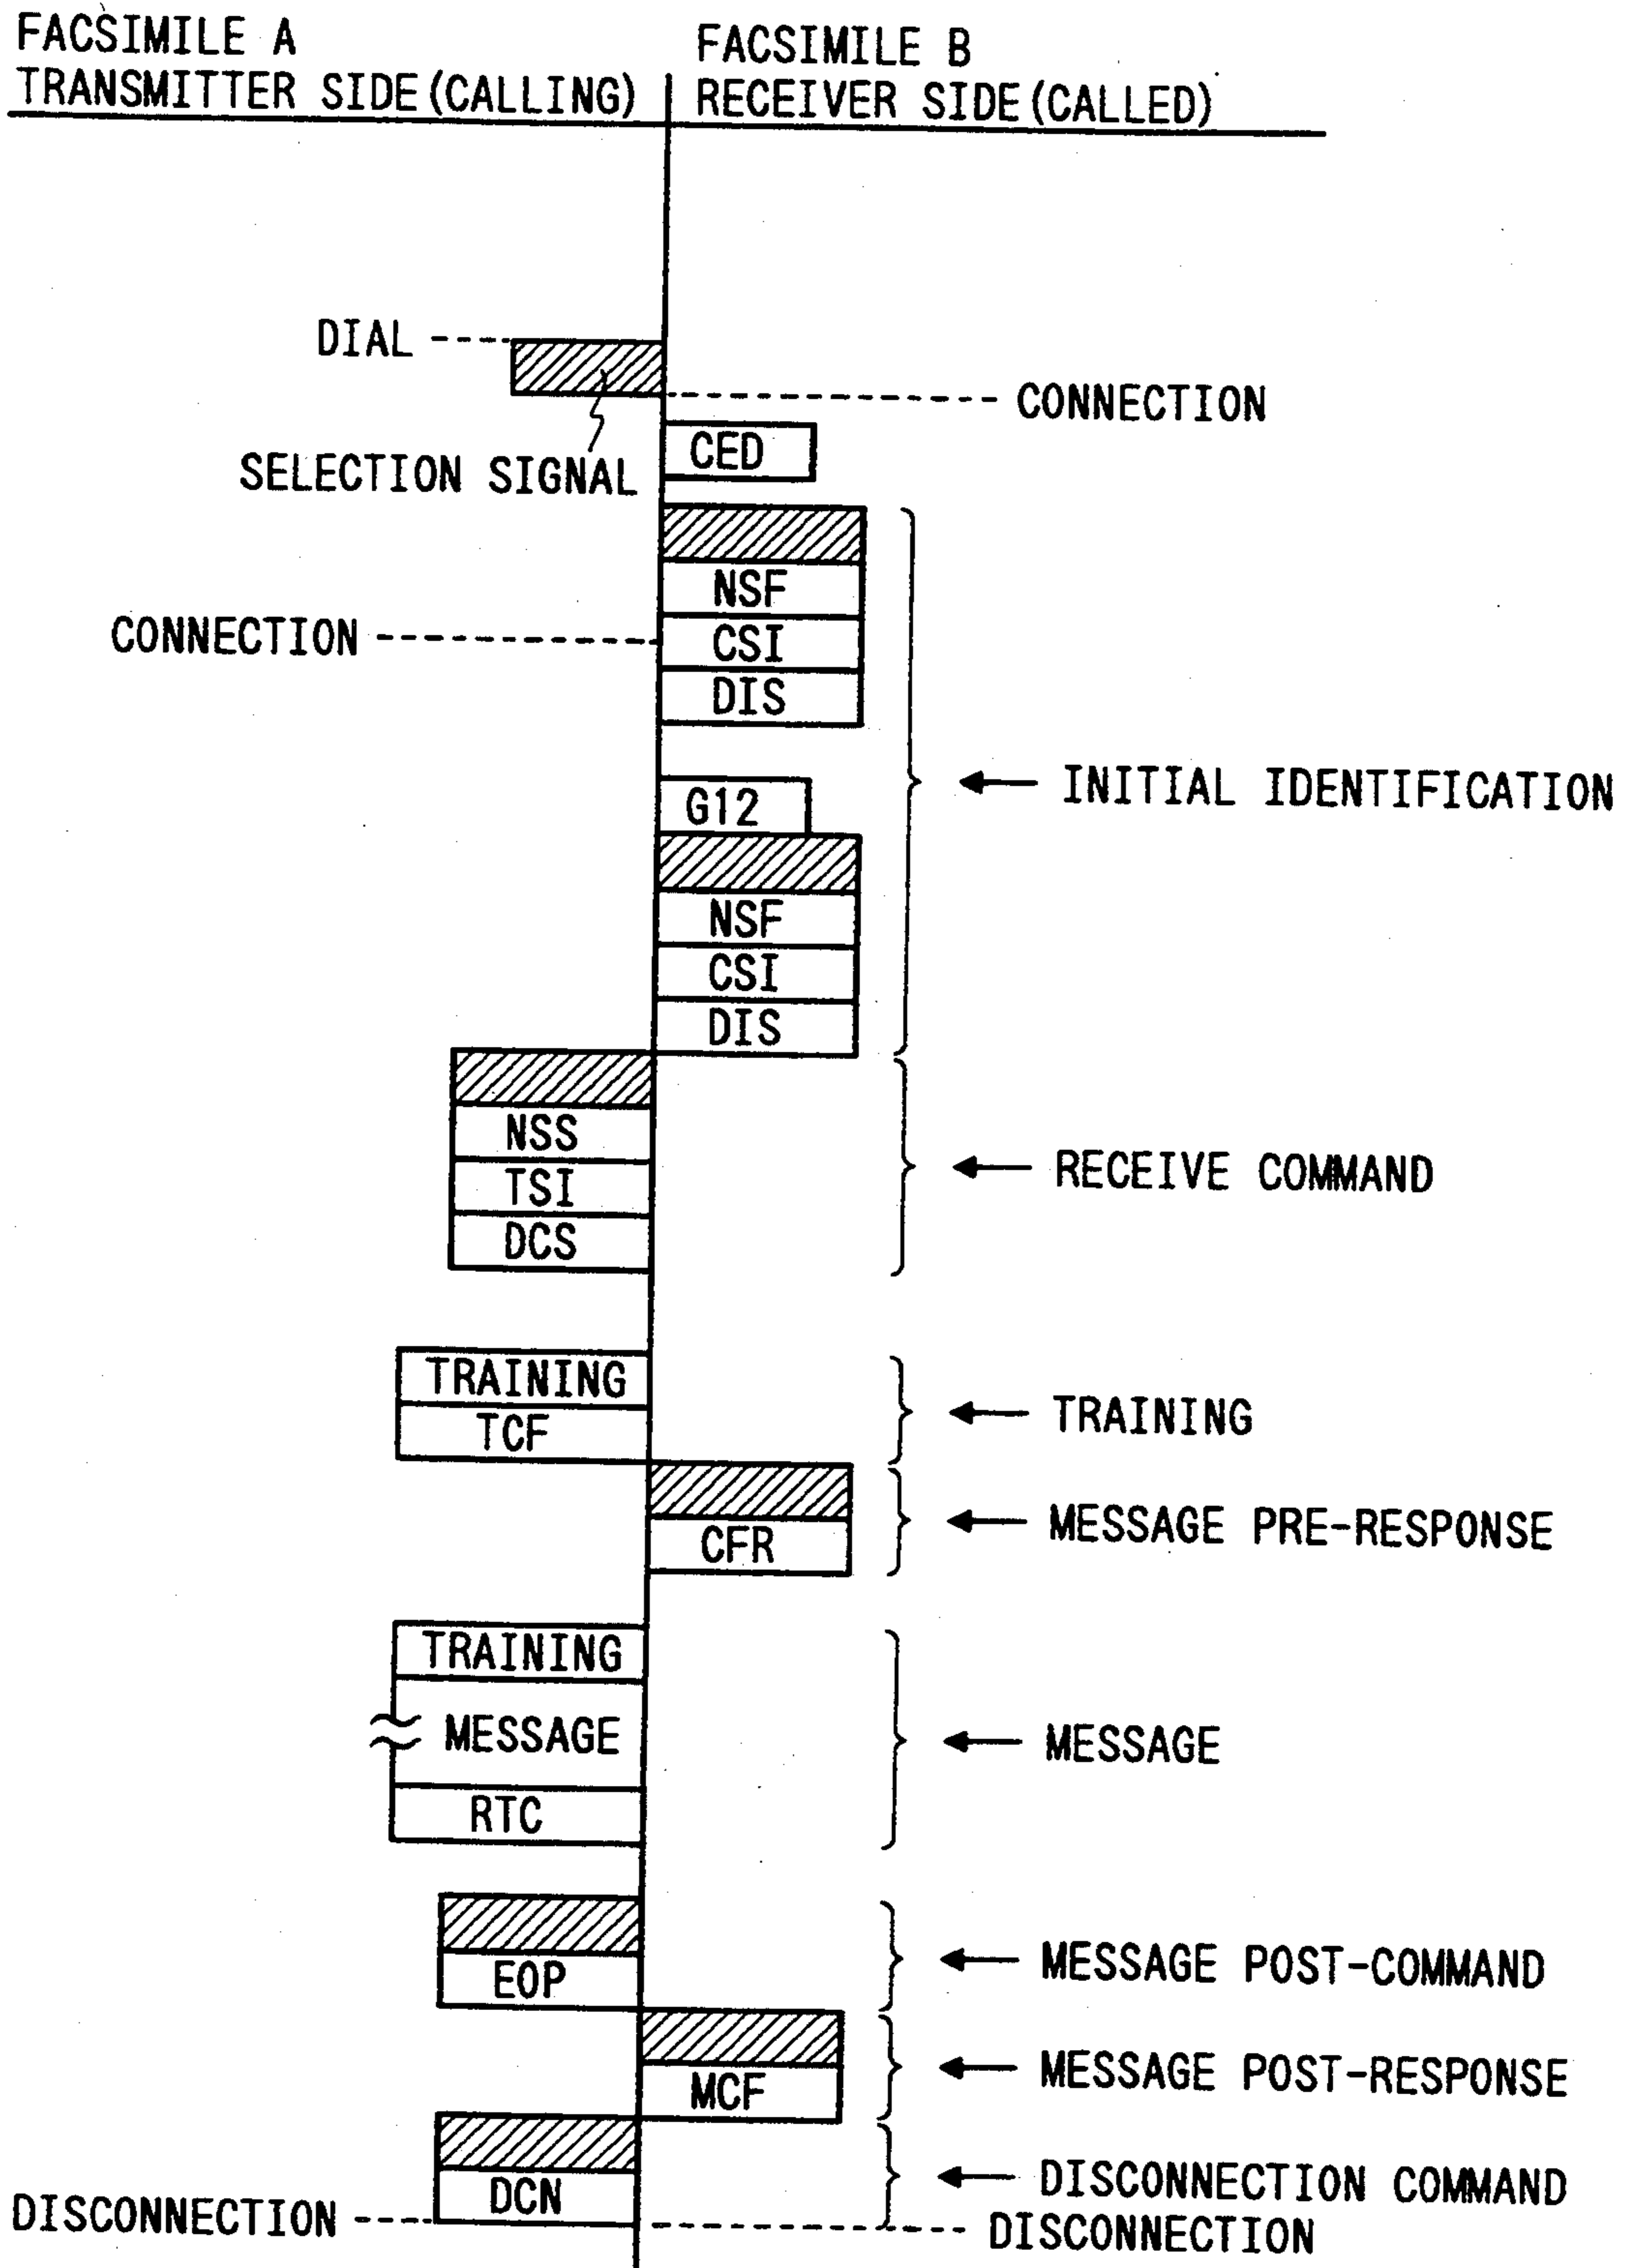 FACSIMILE A
TRANSMITTER SIDE (CALLING)
FACSIMILE B
RECEIVER SIDE (CALLED)
DIAL
CONNECTION
CED
SELECTION SIGNAL
NSF
CONNECTION
CSI
DIS
INITIAL IDENTIFICATION
G12
NSF
CSI
DIS
NSS
TSI
RECEIVE COMMAND
DCS
TRAINING
TRAINING
TCF
MESSAGE PRE-RESPONSE
CFR
TRAINING
MESSAGE
MESSAGE
RTC
MESSAGE POST-COMMAND
EOP
MESSAGE POST-RESPONSE
MCF
DISCONNECTION COMMAND
DCN
DISCONNECTION
DISCONNECTION